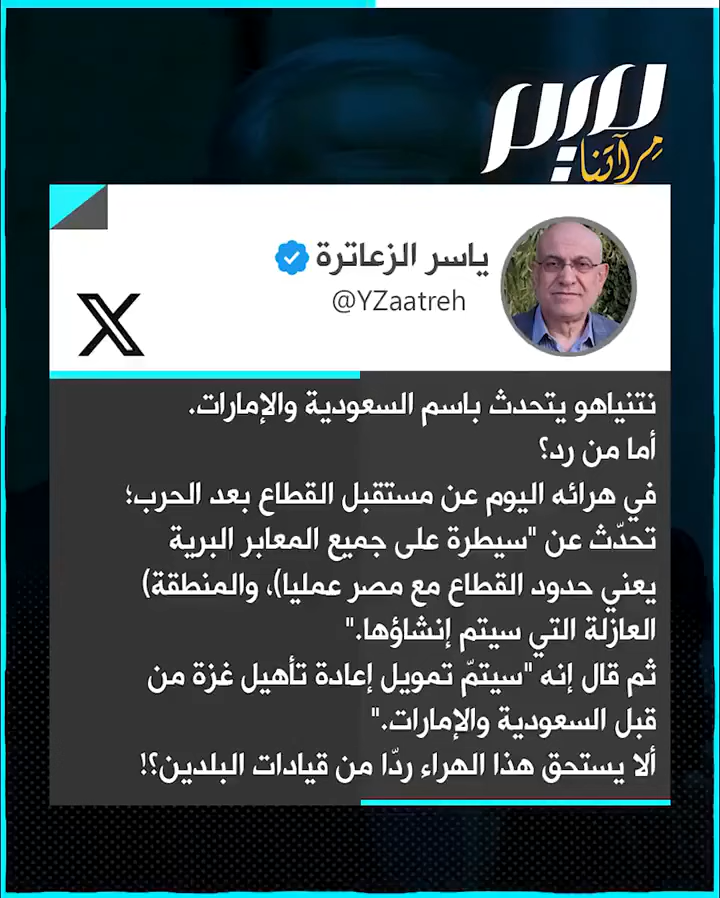 مرآتنا
ياسر الزعاترة
@YZaatreh
X
نتنياهو يتحدث باسم السعودية والإمارات.
أما من رد؟
في هرائه اليوم عن مستقبل القطاع بعد الحرب؛
تحدّث عن "سيطرة على جميع المعابر البرية
يعني حدود القطاع مع مصر عمليا)، والمنطقة)
العازلة التي سيتم إنشاؤها."
ثم قال إنه "سيتمّ تمويل إعادة تأهيل غزة من
قبل السعودية والإمارات."
ألا يستحق هذا الهراء ردّا من قيادات البلدين؟!